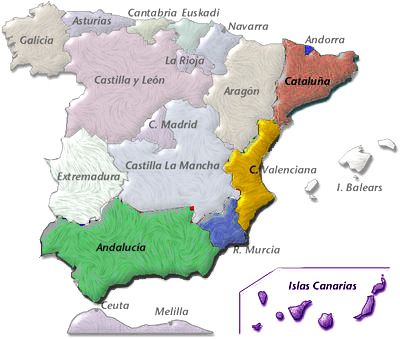 Cantabria Euskadi
Asturias
Galicia
Navarra
Andorra
La Rioja
Castilla y León
Cataluña
Aragón
C. Madrid
Castilla La Mancha
C. Valenciana
Extremadura
I. Balears
Andalucía
R. Murcia
Islas Canarias
Ceuta
Melilla